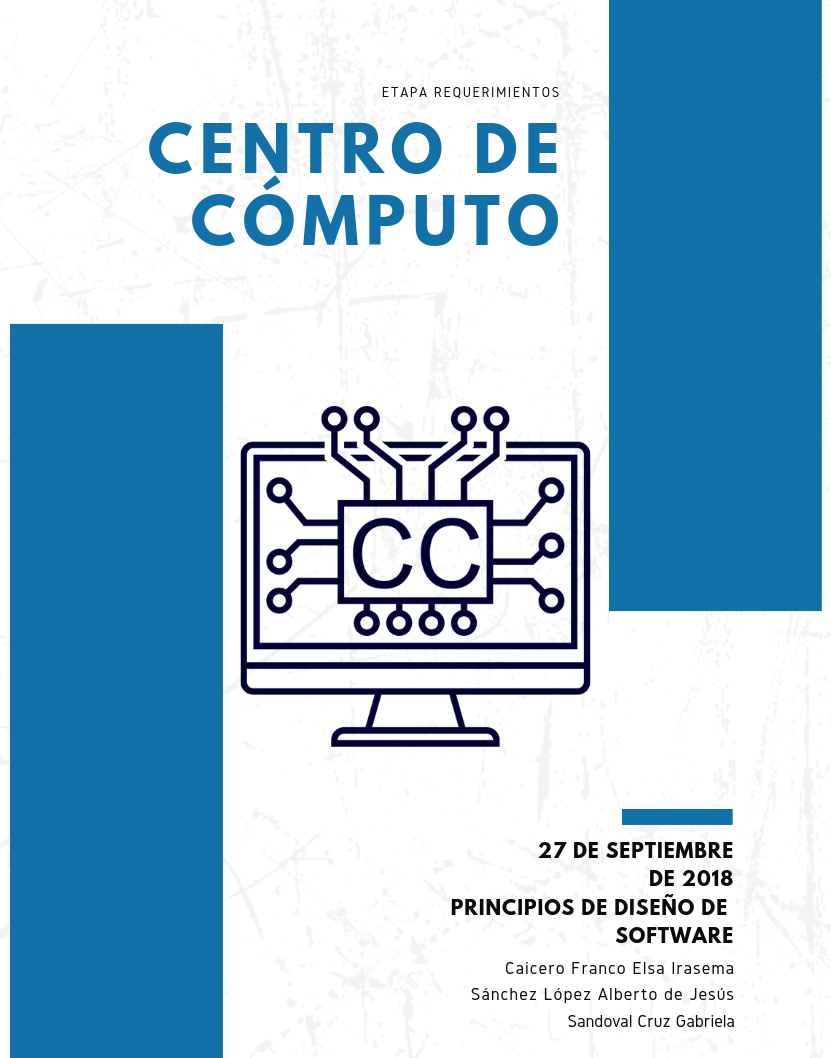 ETAPA REQUERIMIENTOS
CENTRO DE
CÓMPUTO
CC
27 DE SEPTIEMBRE
DE 2018
PRINCIPIOS DE DISEÑO DE
SOFTWARE
Caicero Franco Elsa Irasema
Sánchez López Alberto de Jesús
Sandoval Cruz Gabriela